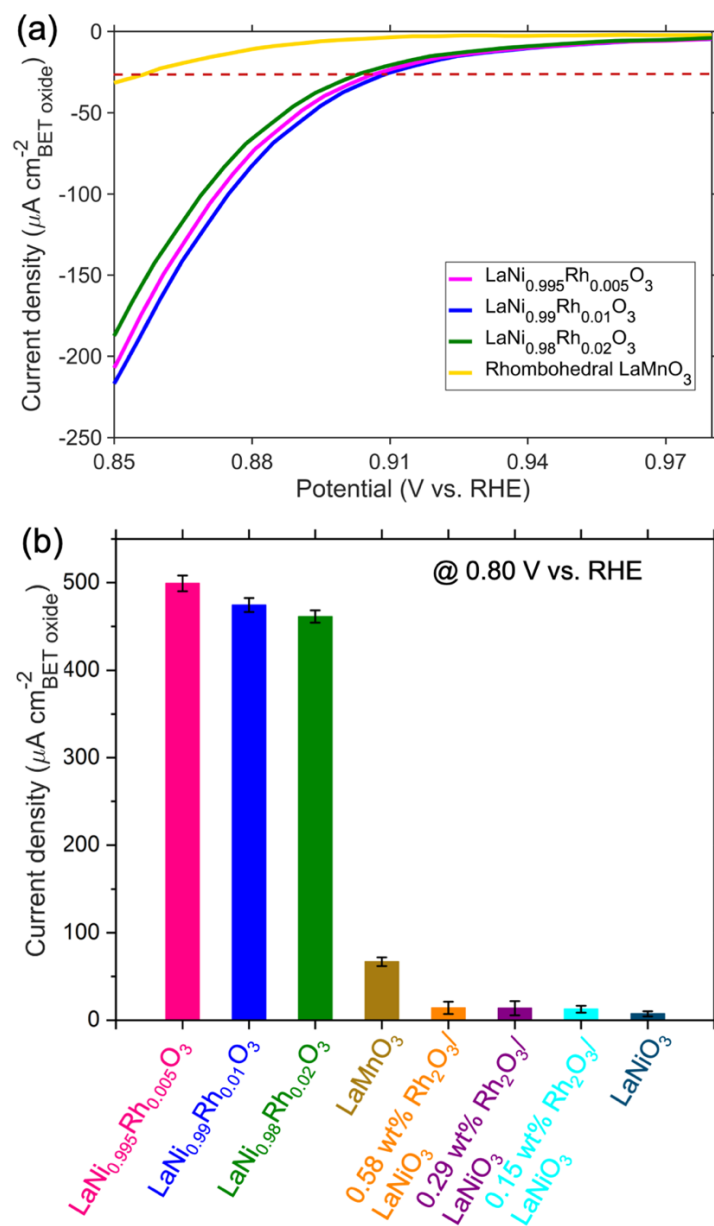 (a)
0
-50
-100
-150
-200
-250
Current density (μA cm⁻²BET oxide)
LaNi0.995Rh0.005O3
LaNi0.99Rh0.01O3
LaNi0.98Rh0.02O3
Rhombohedral LaMnO3
0.85 0.88 0.91 0.94 0.97
Potential (V vs. RHE)
(b)
@ 0.80 V vs. RHE
500
400
300
200
100
0
Current density (μA cm⁻²BET oxide)
LaNi0.995Rh0.005O3
LaNi0.99Rh0.01O3
LaNi0.98Rh0.02O3
LaMnO3
0.58 wt% Rh2O3/
LaNiO3
0.29 wt% Rh2O3/
LaNiO3
0.15 wt% Rh2O3/
LaNiO3
LaNiO3